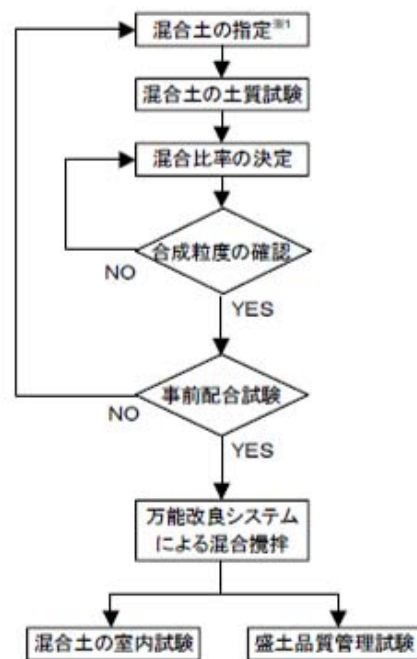 混合土の指定※1
混合土の土質試験
混合比率の決定
合成粒度の確認
NO
YES
事前配合試験
NO
YES
万能改良システム
による混合攪拌
混合土の室内試験
盛土品質管理試験